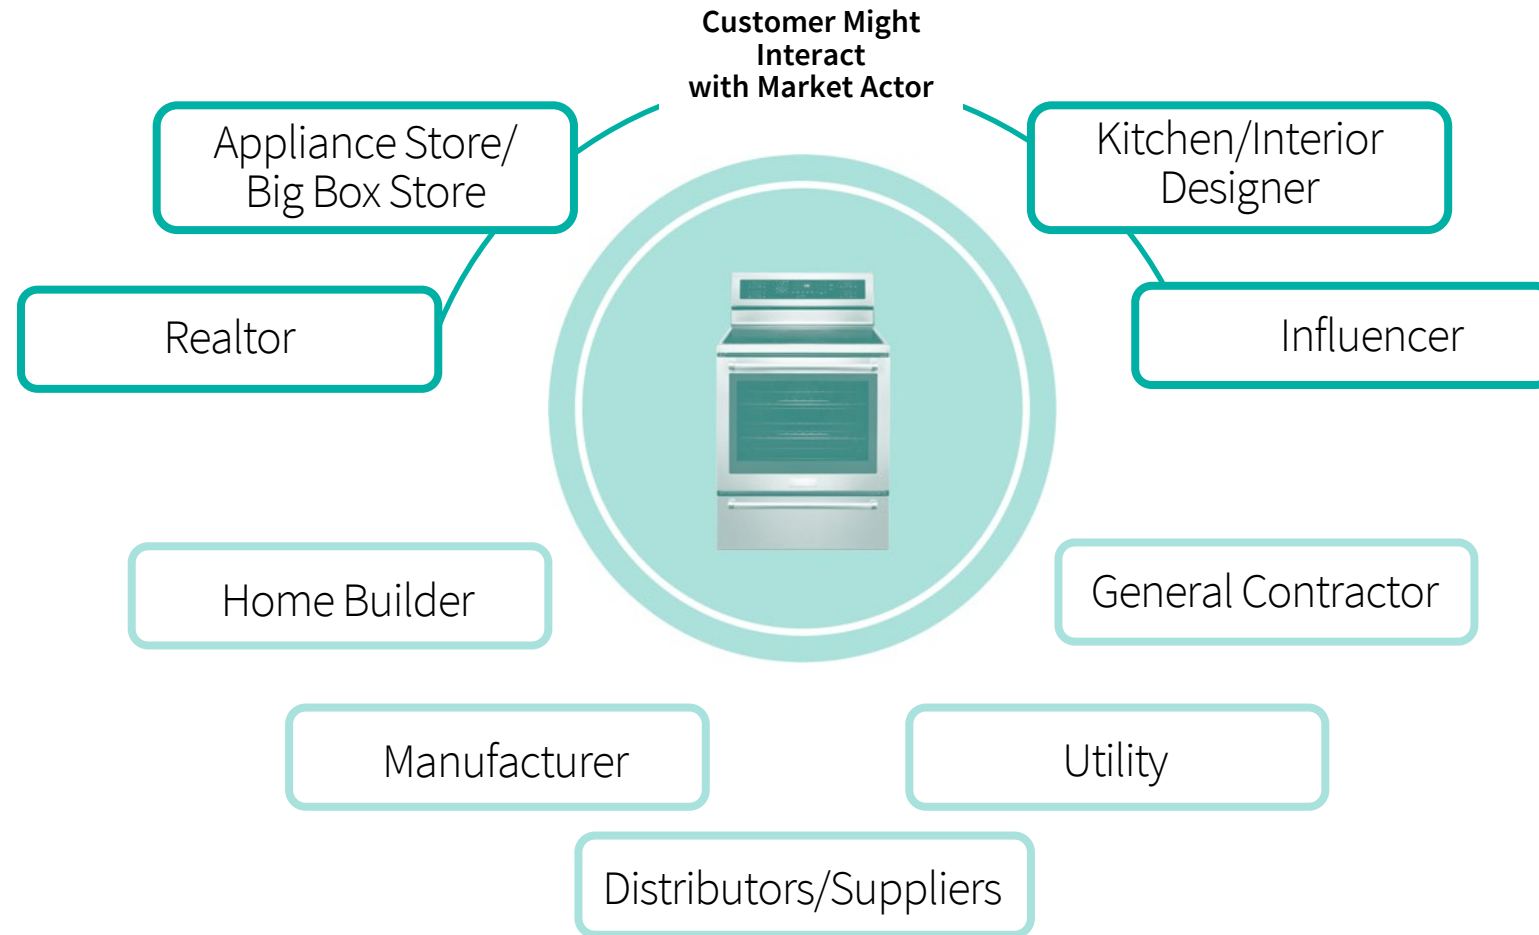 Customer Might
Interact
with Market Actor
Appliance Store/
Big Box Store
Kitchen/Interior
Designer
Realtor
Influencer
Home Builder
General Contractor
Manufacturer
Utility
Distributors/Suppliers